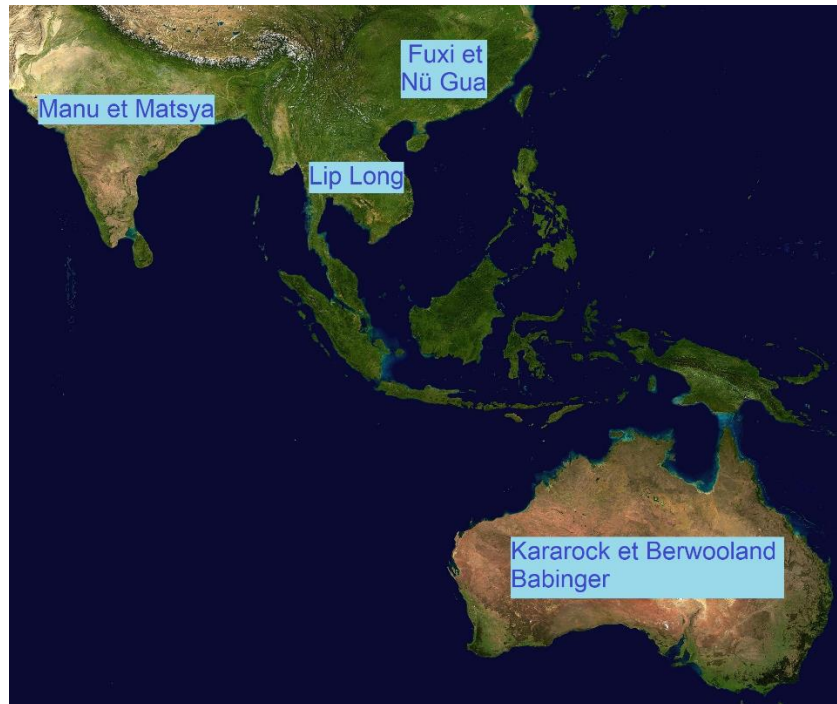 Fuxi et
Nü Gua
Manu et Matsya
Lip Long
Kararock et Berwooland
Babinger